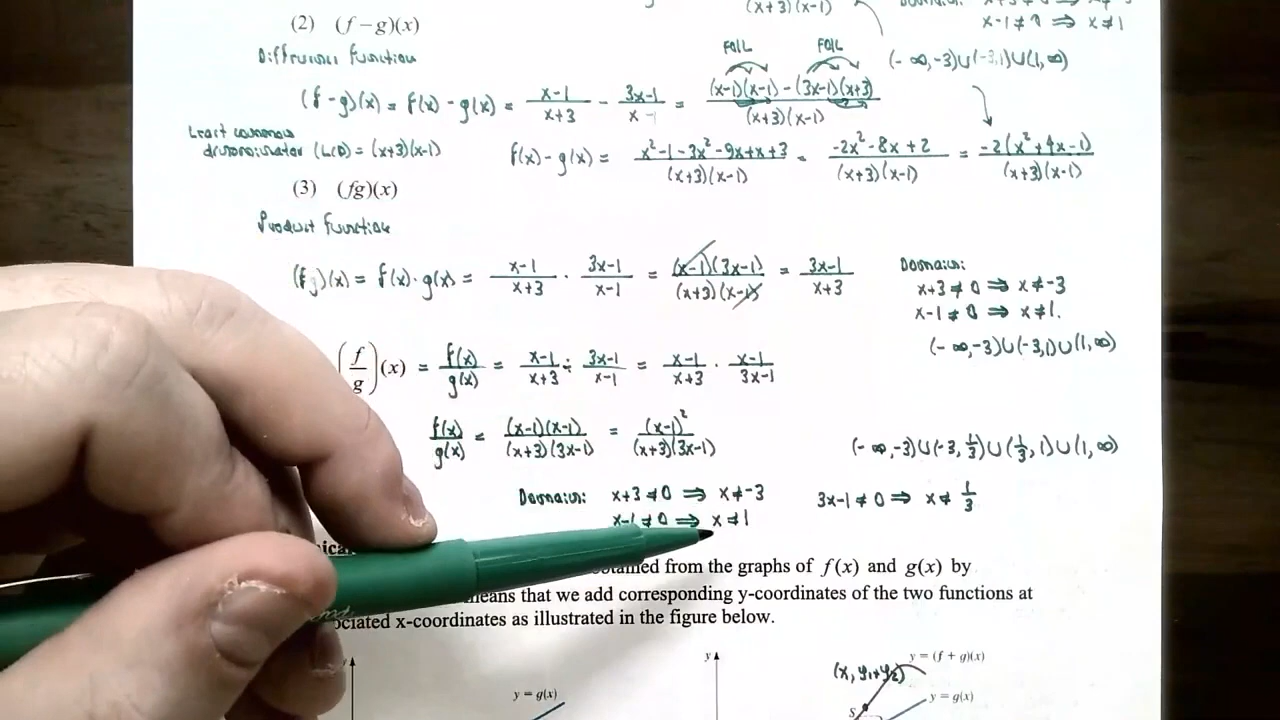 (x+3)(x-1)
x-1≠0 ⇒ x≠1
(2) (f-g)(x)
Difference function
FOIL FOIL
(-∞,-3)∪(-3,1)∪(1,∞)
(f-g)(x) = f(x) - g(x) = x-1/x+3 - 3x-1/x-1 = (x-1)(x-1) - (3x-1)(x+3)/(x+3)(x-1)
Least common
denominator (LCD) = (x+3)(x-1)
f(x)-g(x) = x²-1-3x²-9x+x+3/(x+3)(x-1) = -2x²-8x+2/(x+3)(x-1) = -2(x²+4x-1)/(x+3)(x-1)
(3) (fg)(x)
Product function
(fg)(x) = f(x)·g(x) = x-1/x+3 · 3x-1/x-1 = (x-1)(3x-1)/(x+3)(x-1) = 3x-1/x+3
Domain:
x+3≠0 ⇒ x≠-3
x-1≠0 ⇒ x≠1.
(-∞,-3)∪(-3,1)∪(1,∞)
(f/g)(x) = f(x)/g(x) = x-1/x+3 ÷ 3x-1/x-1 = x-1/x+3 · x-1/3x-1
f(x)/g(x) = (x-1)(x-1)/(x+3)(3x-1) = (x-1)²/(x+3)(3x-1)
(-∞,-3)∪(-3,1/3)∪(1/3,1)∪(1,∞)
Domain: x+3≠0 ⇒ x≠-3 3x-1≠0 ⇒ x≠1/3
x-1≠0 ⇒ x≠1
from the graphs of f(x) and g(x) by
that we add corresponding y-coordinates of the two functions at
x-coordinates as illustrated in the figure below.
y y
y = (f + g)(x)
(x, y₁+y₂)
y = g(x) y = g(x)
S